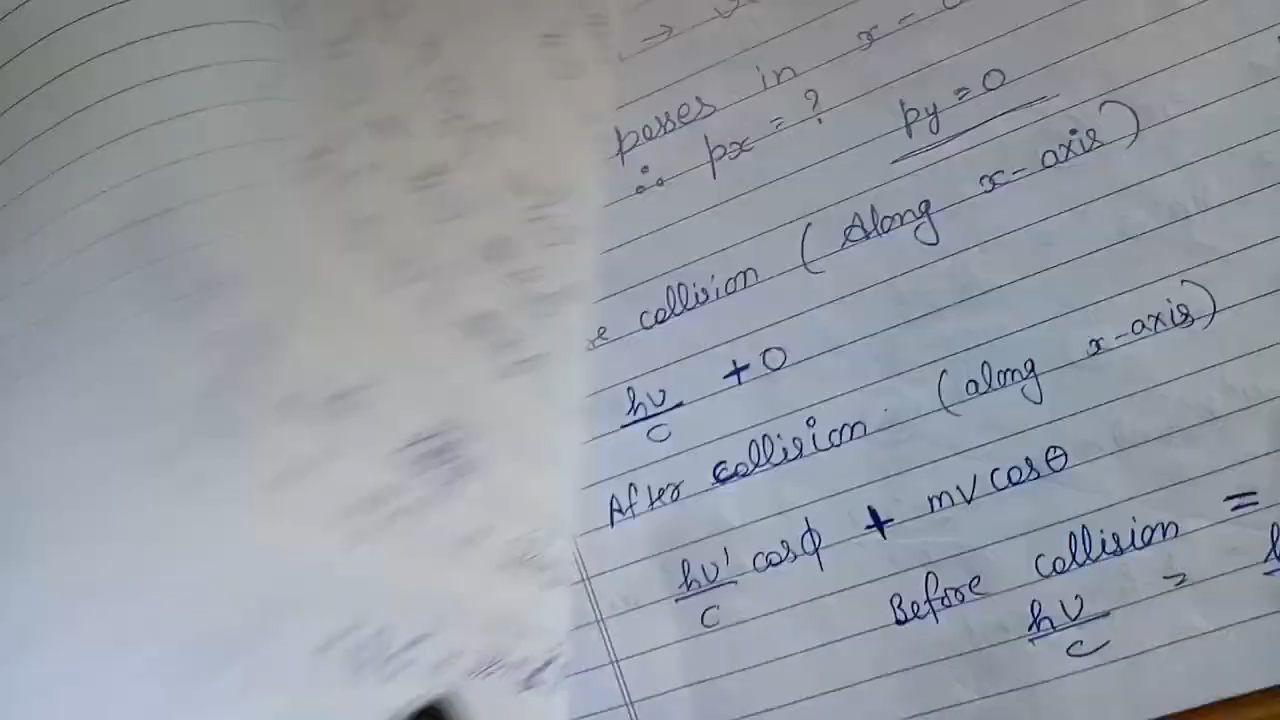 posses in x =
∴ px = ? py = 0
collision (Along x-axis)
hν/c + 0
After collision. (along x-axis)
hν'/c cosϕ + mv cosθ
Before collision =
hν/c =